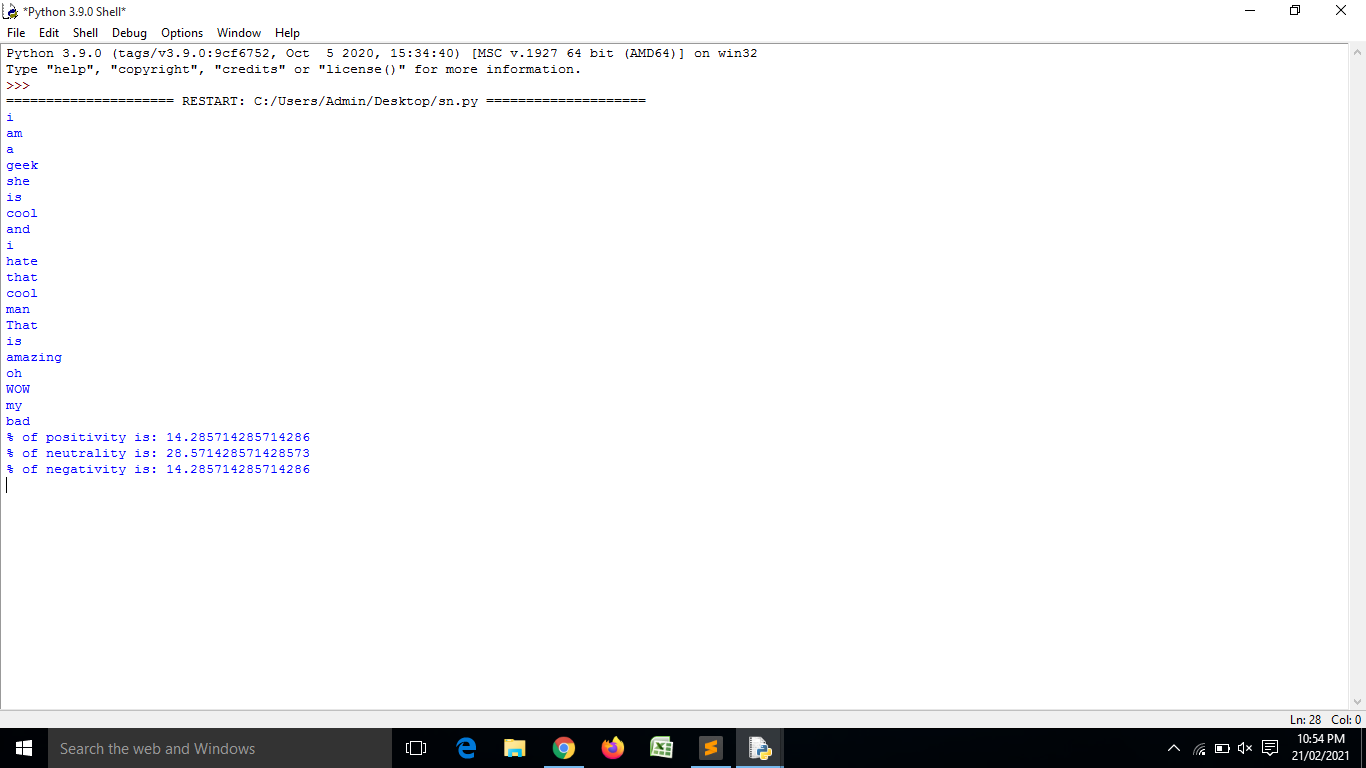 *Python 3.9.0 Shell*
File Edit Shell Debug Options Window Help
Python 3.9.0 (tags/v3.9.0:9cf6752, Oct  5 2020, 15:34:40) [MSC v.1927 64 bit (AMD64)] on win32
Type "help", "copyright", "credits" or "license()" for more information.
>>>
===================== RESTART: C:/Users/Admin/Desktop/sn.py ====================
i
am
a
geek
she
is
cool
and
i
hate
that
cool
man
That
is
amazing
oh
WOW
my
bad
% of positivity is: 14.285714285714286
% of neutrality is: 28.571428571428573
% of negativity is: 14.285714285714286
Ln: 28 Col: 0
Search the web and Windows
10:54 PM
21/02/2021